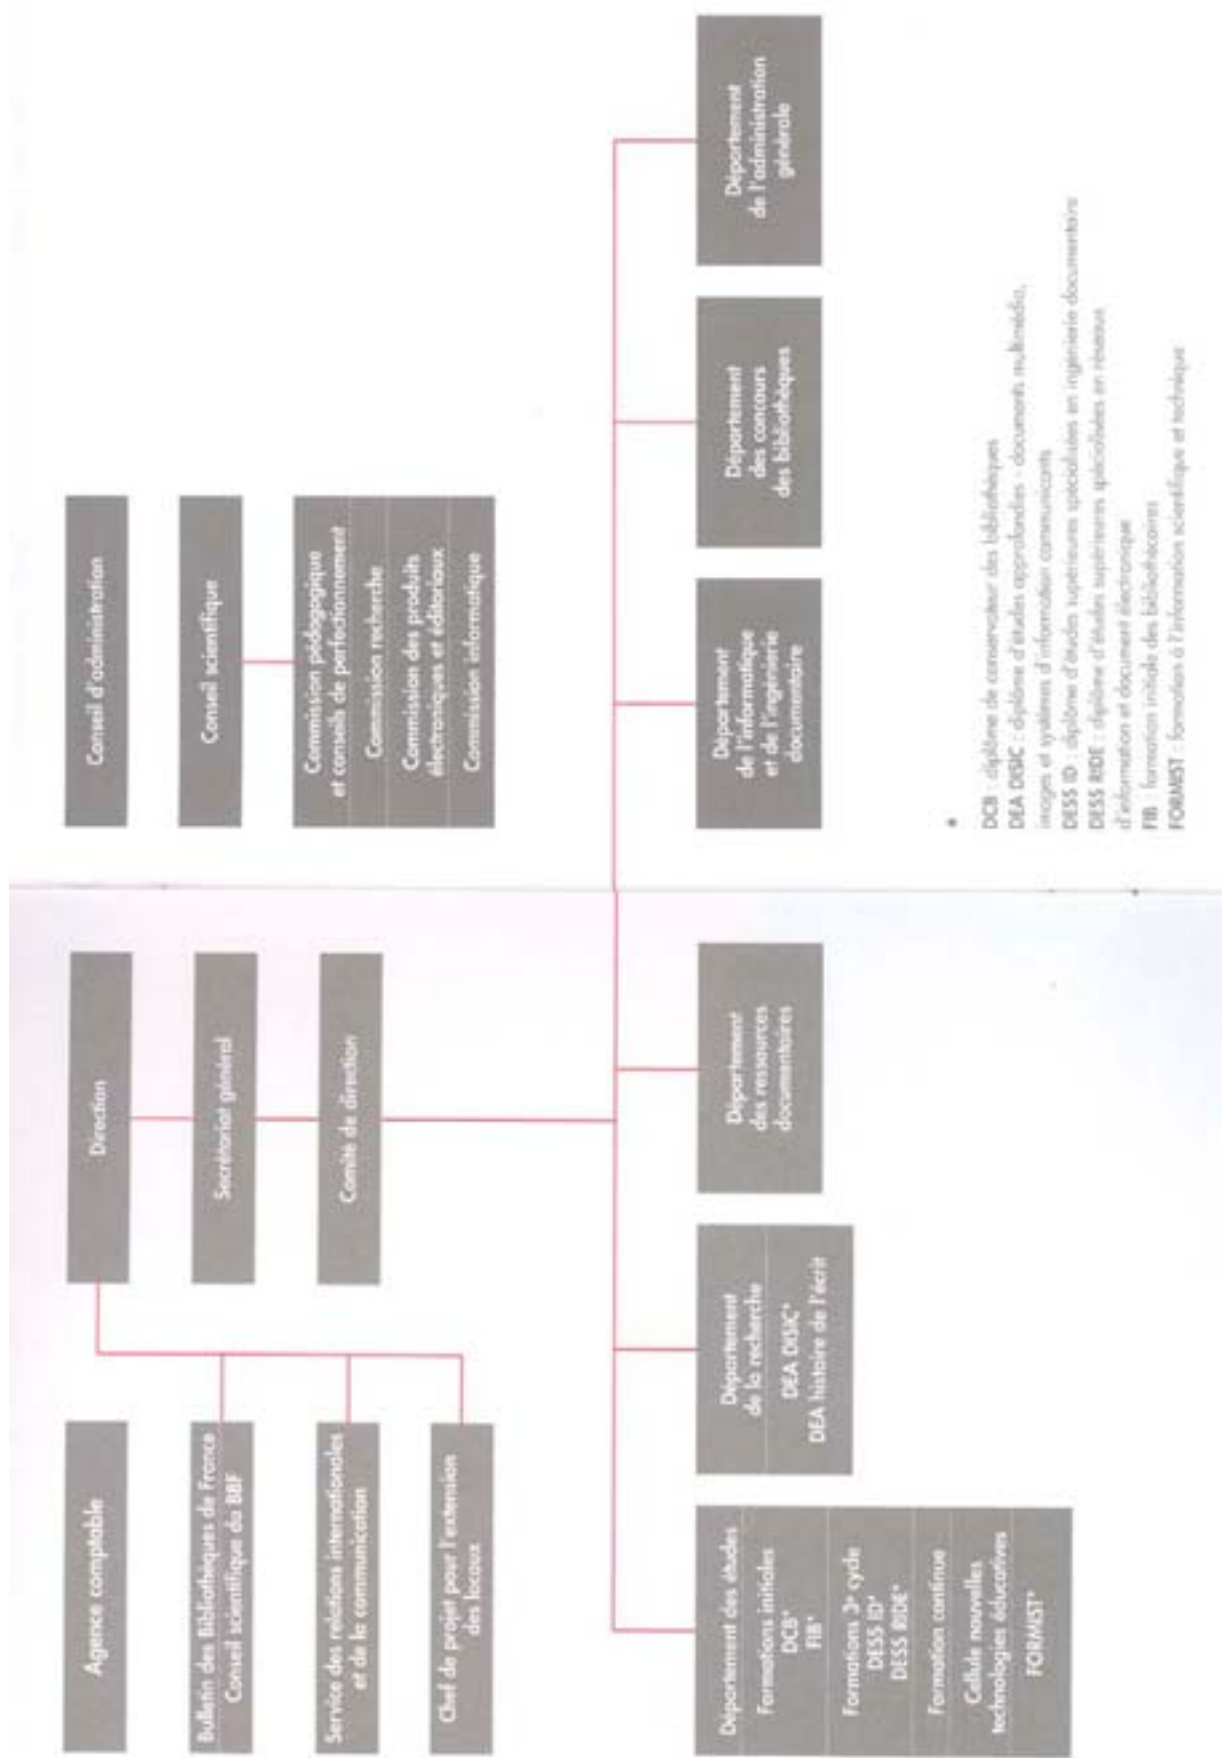 Agence comptable
Bulletin des Bibliothèques de France
Conseil scientifique du BBF
Service des relations internationales
et de la communication
Chef de projet pour l'extension
des locaux
Direction
Secrétariat général
Comité de direction
Conseil d'administration
Conseil scientifique
Commission pédagogique
et conseils de perfectionnement
Commission recherche
Commission des produits
électroniques et éditoriaux
Commission informatique
Département des études
Formations initiales
DCB*
FIB*
Formations 3e cycle
DESS ID*
DESS RIDE*
Formation continue
Cellule nouvelles
technologies éducatives
FORMIST*
Département
de la recherche
DEA DISIC*
DEA histoire de l'écrit
Département
des ressources
documentaires
Département
de l'informatique
et de l'ingénierie
documentaire
Département
des concours
des bibliothèques
Département
de l'administration
générale
*
DCB : diplôme de conservateur des bibliothèques
DEA DISIC : diplôme d'études approfondies - documents multimédia,
images et systèmes d'information communicants
DESS ID : diplôme d'études supérieures spécialisées en ingénierie documentaire
DESS RIDE : diplôme d'études supérieures spécialisées en réseaux
d'information et document électronique
FIB : formation initiale des bibliothécaires
FORMIST : formation à l'information scientifique et technique